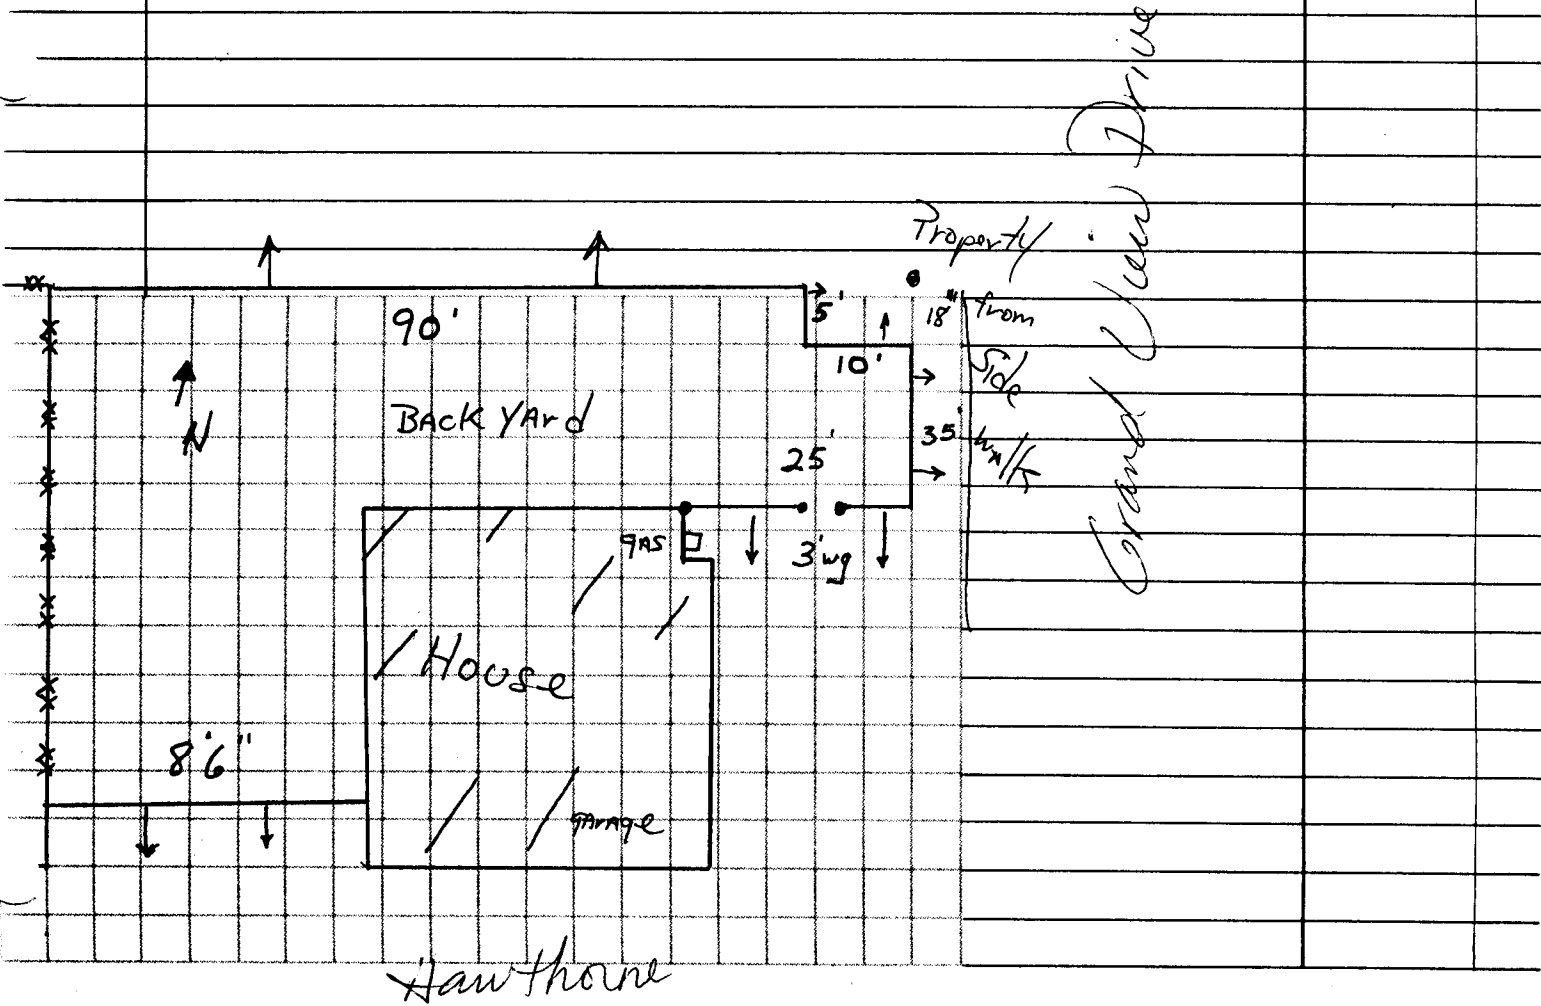 Grand View Drive
Property
18" from
Side
walk
5'
90'
10'
N
BACK YArd
35'
25'
gAS
3' wg
House
8'6"
gArAge
Hawthorne